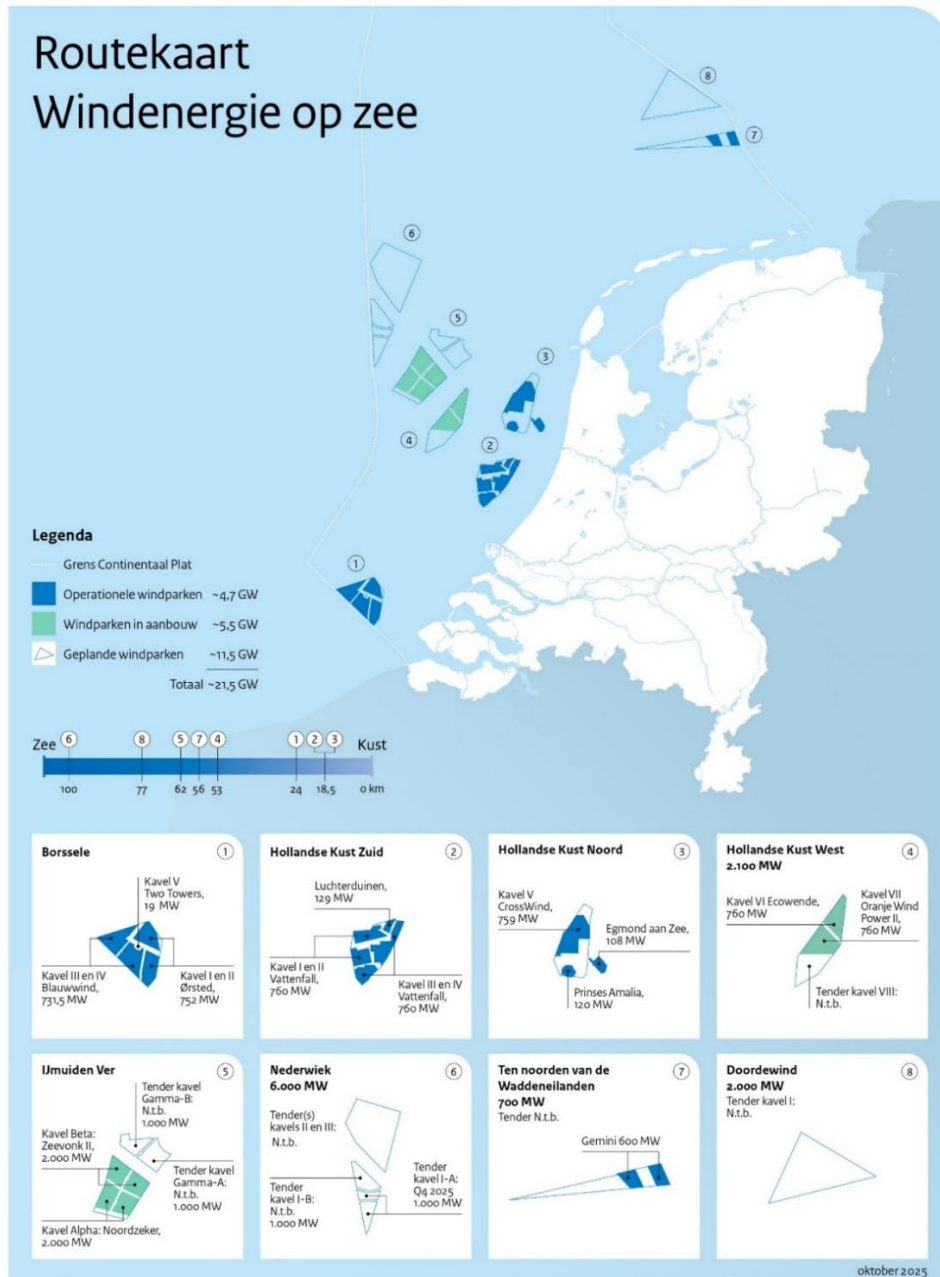 Routekaart
Windenergie op zee
8
7
6
5
3
4
2
1
Legenda
Grens Continentaal Plat
Operationele windparken ~4,7 GW
Windparken in aanbouw ~5,5 GW
Geplande windparken ~11,5 GW
Totaal ~21,5 GW
Zee 6 8 5 7 4 1 2 3 Kust
100 77 62 56 53 24 18,5 0 km
Borssele 1
Kavel V
Two Towers,
19 MW
Kavel III en IV
Blauwwind,
731,5 MW
Kavel I en II
Ørsted,
752 MW
Hollandse Kust Zuid 2
Luchterduinen,
129 MW
Kavel I en II
Vattenfall,
760 MW
Kavel III en IV
Vattenfall,
760 MW
Hollandse Kust Noord 3
Kavel V
CrossWind,
759 MW
Egmond aan Zee,
108 MW
Prinses Amalia,
120 MW
Hollandse Kust West 4
2.100 MW
Kavel VI Ecowende,
760 MW
Kavel VII
Oranje Wind
Power II,
760 MW
Tender kavel VIII:
N.t.b.
IJmuiden Ver 5
Tender kavel
Gamma-B:
N.t.b.
1.000 MW
Kavel Beta:
Zeevonk II,
2.000 MW
Tender kavel
Gamma-A:
N.t.b.
1.000 MW
Kavel Alpha: Noordzeker,
2.000 MW
Nederwiek 6
6.000 MW
Tender(s)
kavels II en III:
N.t.b.
Tender
kavel I-B:
N.t.b.
1.000 MW
Tender
kavel I-A:
Q4 2025
1.000 MW
Ten noorden van de 7
Waddeneilanden
700 MW
Tender N.t.b.
Gemini 600 MW
Doordewind 8
2.000 MW
Tender kavel I:
N.t.b.
oktober 2025